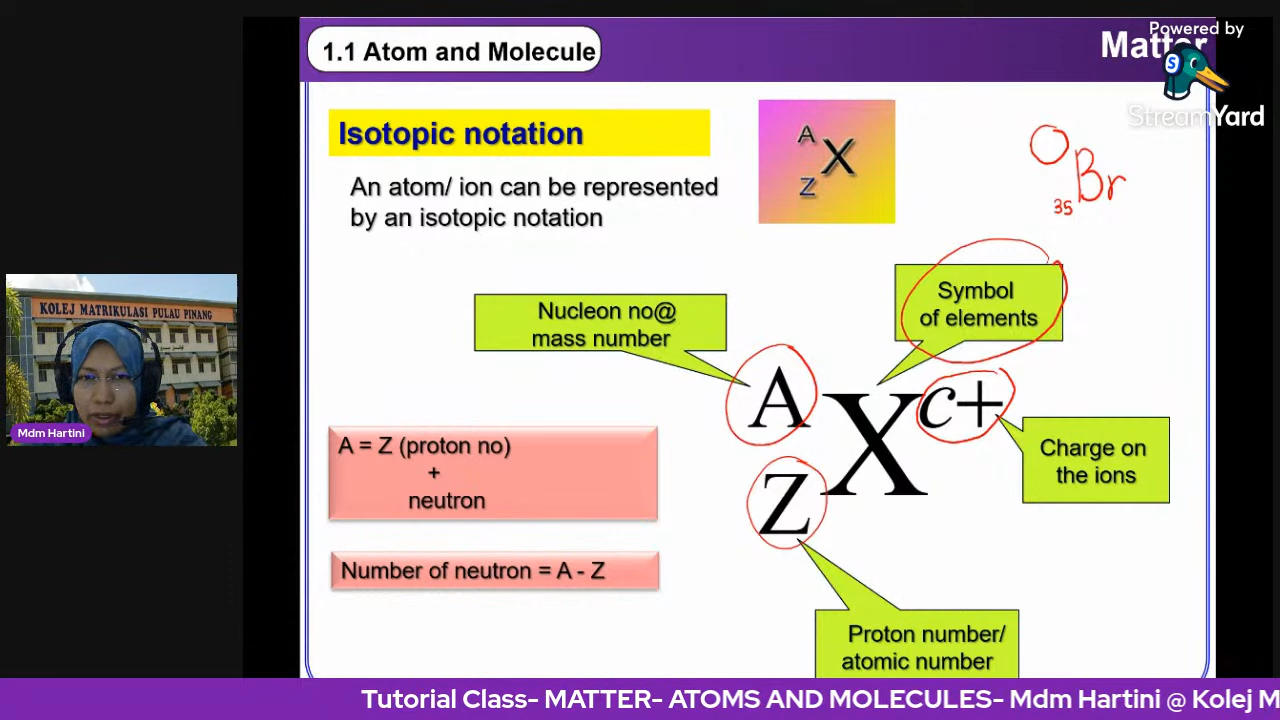 1.1 Atom and Molecule
Matter
Powered by
StreamYard
Isotopic notation
A
X
Z
Br
35
An atom/ ion can be represented
by an isotopic notation
Symbol
of elements
Nucleon no@
mass number
A
X
c+
Z
Charge on
the ions
A = Z (proton no)
+
neutron
Number of neutron = A - Z
Proton number/
atomic number
KOLEJ MATRIKULASI PULAU PINANG
Mdm Hartini
Tutorial Class- MATTER- ATOMS AND MOLECULES- Mdm Hartini @ Kolej M